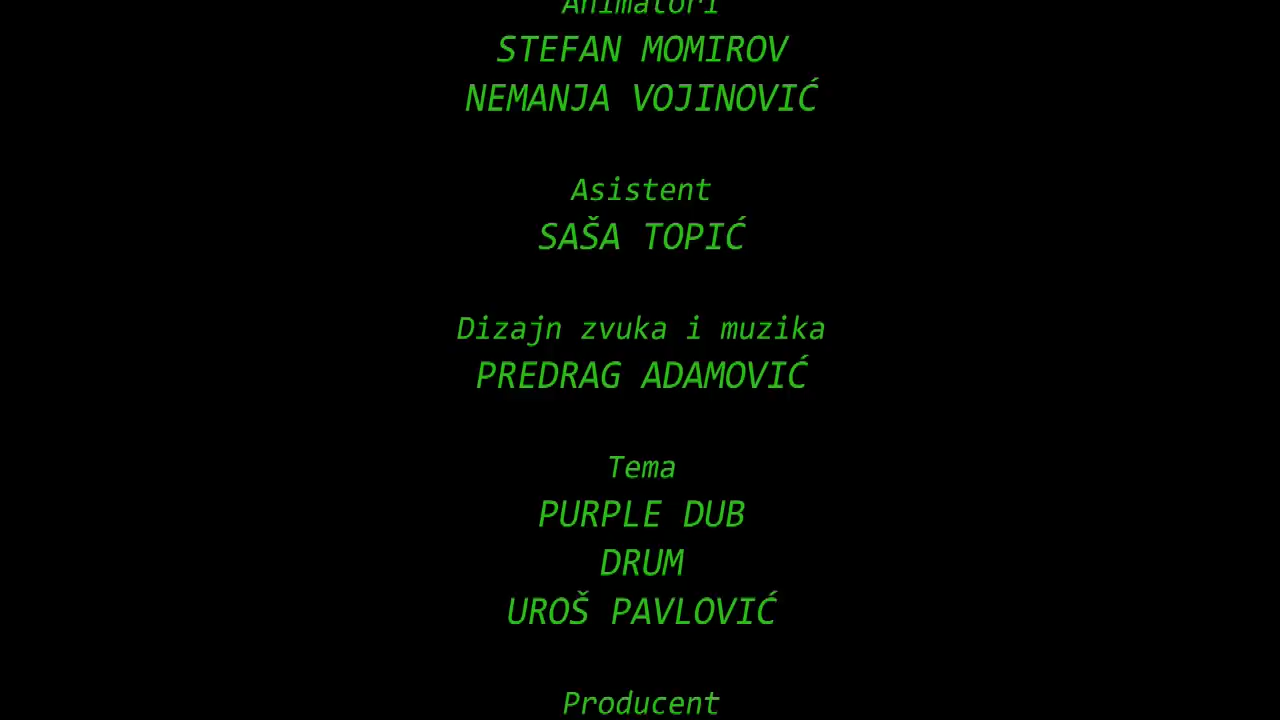 Animatori
STEFAN MOMIROV
NEMANJA VOJINOVIĆ
Asistent
SAŠA TOPIĆ
Dizajn zvuka i muzika
PREDRAG ADAMOVIĆ
Tema
PURPLE DUB
DRUM
UROŠ PAVLOVIĆ
Producent